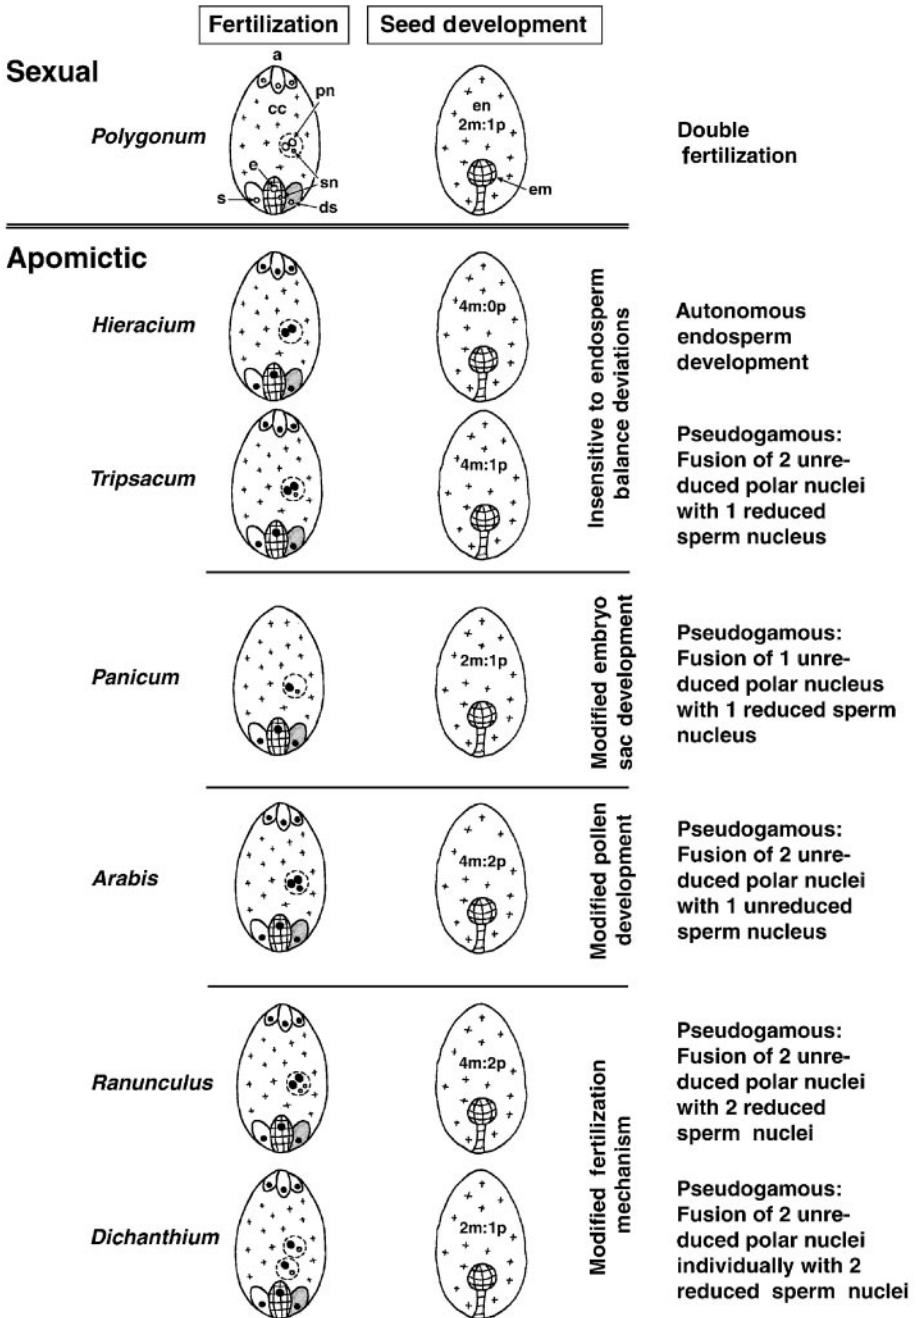 Fertilization
Seed development
Sexual
a
pn
cc
Polygonum
e
sn
s
ds
en
2m:1p
em
Double
fertilization
Apomictic
Hieracium
4m:0p
Autonomous
endosperm
development
Tripsacum
4m:1p
Insensitive to endosperm
balance deviations
Pseudogamous:
Fusion of 2 unre-
duced polar nuclei
with 1 reduced
sperm nucleus
Panicum
2m:1p
Modified embryo
sac development
Pseudogamous:
Fusion of 1 unre-
duced polar nucleus
with 1 reduced sperm
nucleus
Arabis
4m:2p
Modified pollen
development
Pseudogamous:
Fusion of 2 unre-
duced polar nuclei
with 1 unreduced
sperm nucleus
Ranunculus
4m:2p
Modified fertilization
mechanism
Pseudogamous:
Fusion of 2 unre-
duced polar nuclei
with 2 reduced
sperm nuclei
Dichanthium
2m:1p
Pseudogamous:
Fusion of 2 unre-
duced polar nuclei
individually with 2
reduced sperm nuclei